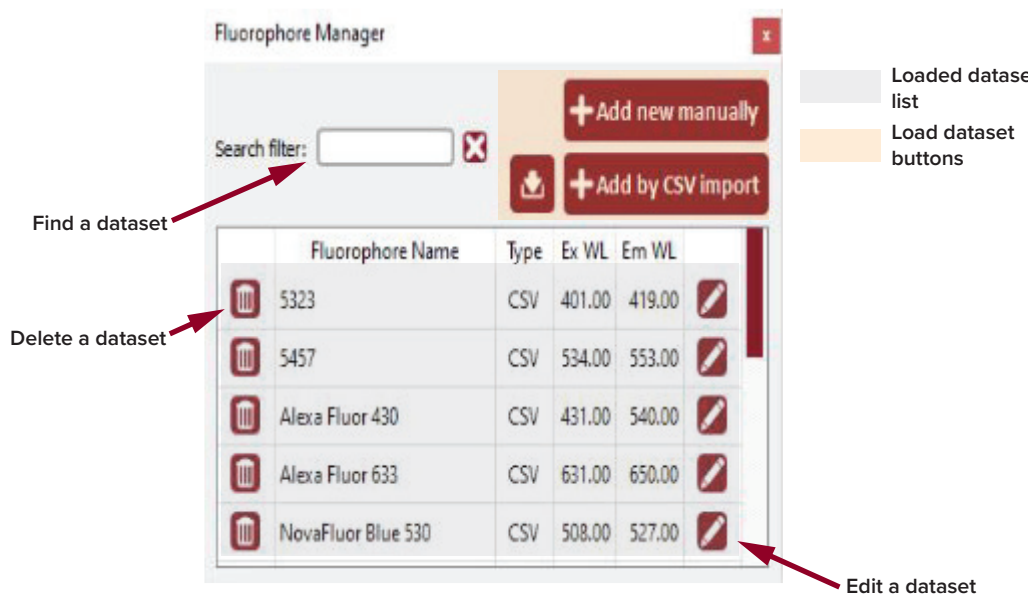 Fluorophore Manager
x
Loaded datase
list
Load dataset
buttons
+ Add new manually
Search filter:
+ Add by CSV import
Find a dataset
Fluorophore Name Type Ex WL Em WL
5323 CSV 401.00 419.00
Delete a dataset
5457 CSV 534.00 553.00
Alexa Fluor 430 CSV 431.00 540.00
Alexa Fluor 633 CSV 631.00 650.00
NovaFluor Blue 530 CSV 508.00 527.00
Edit a dataset